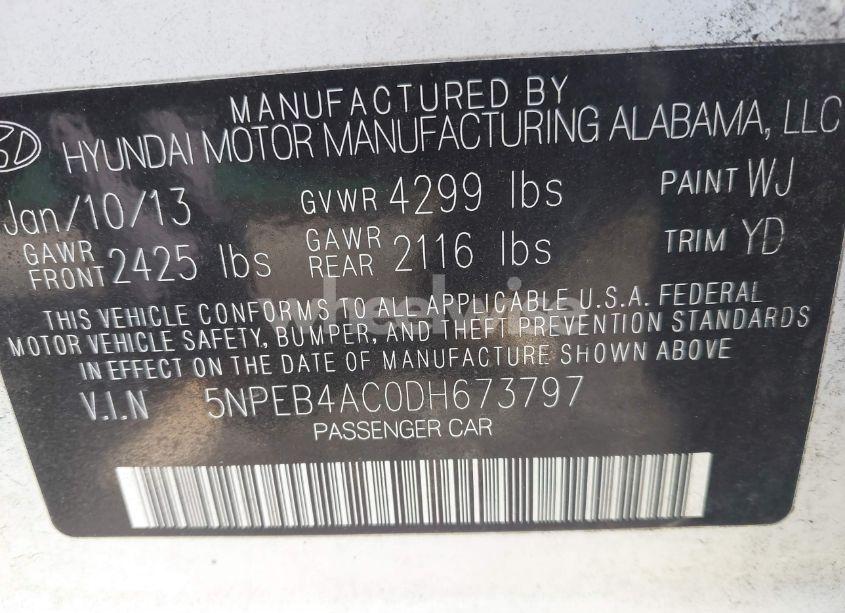 MANUFACTURED BY
HYUNDAI MOTOR MANUFACTURING ALABAMA, LLC
Jan/10/13 GVWR 4299 lbs PAINT WJ
GAWR FRONT 2425 lbs GAWR REAR 2116 lbs TRIM YD
THIS VEHICLE CONFORMS TO ALL APPLICABLE U.S.A. FEDERAL
MOTOR VEHICLE SAFETY, BUMPER, AND THEFT PREVENTION STANDARDS
IN EFFECT ON THE DATE OF MANUFACTURE SHOWN ABOVE
V.I.N 5NPEB4AC0DH673797
PASSENGER CAR